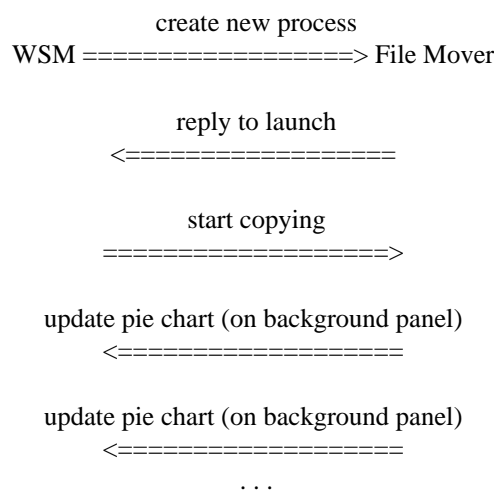 create new process
WSM ==================> File Mover
reply to launch
<==================
start copying
===================>
update pie chart (on background panel)
<===================
update pie chart (on background panel)
<===================
. . .